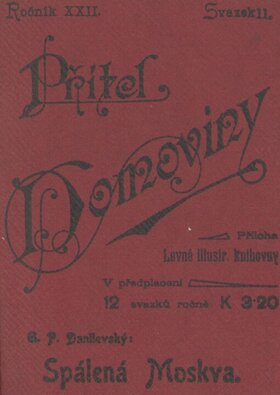 Ročník XXII. Svazek 11.
Přítel
Domoviny
Příloha
Levné illustr. knihovny
V předplacení
12 svazků ročně K 3·20
G. P. Danilevský:
Spálená Moskva.